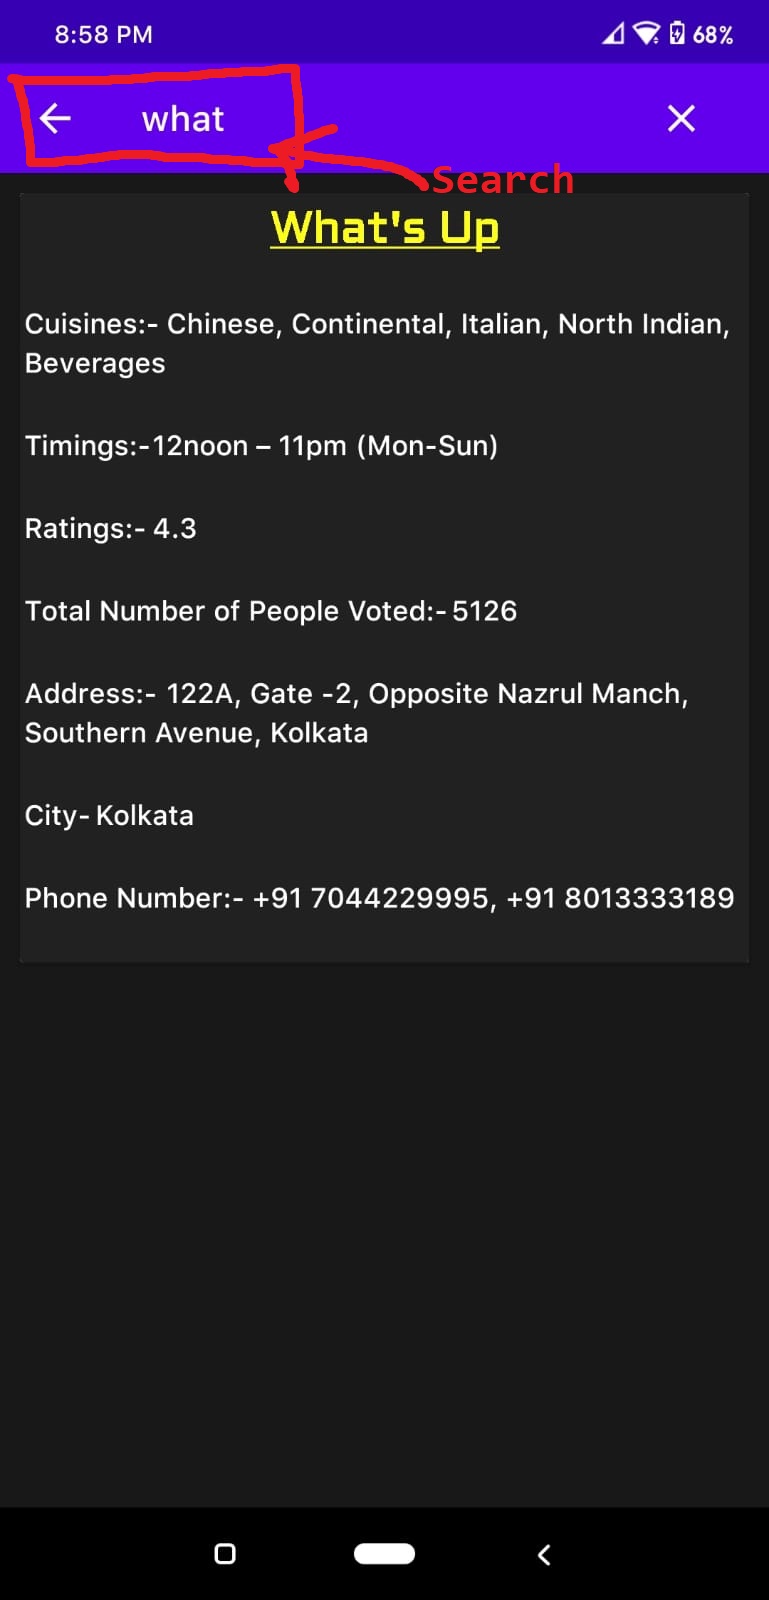 8:58 PM
68%
what
Search
What's Up
Cuisines:- Chinese, Continental, Italian, North Indian,
Beverages
Timings:-12noon – 11pm (Mon-Sun)
Ratings:- 4.3
Total Number of People Voted:- 5126
Address:- 122A, Gate -2, Opposite Nazrul Manch,
Southern Avenue, Kolkata
City- Kolkata
Phone Number:- +91 7044229995, +91 8013333189